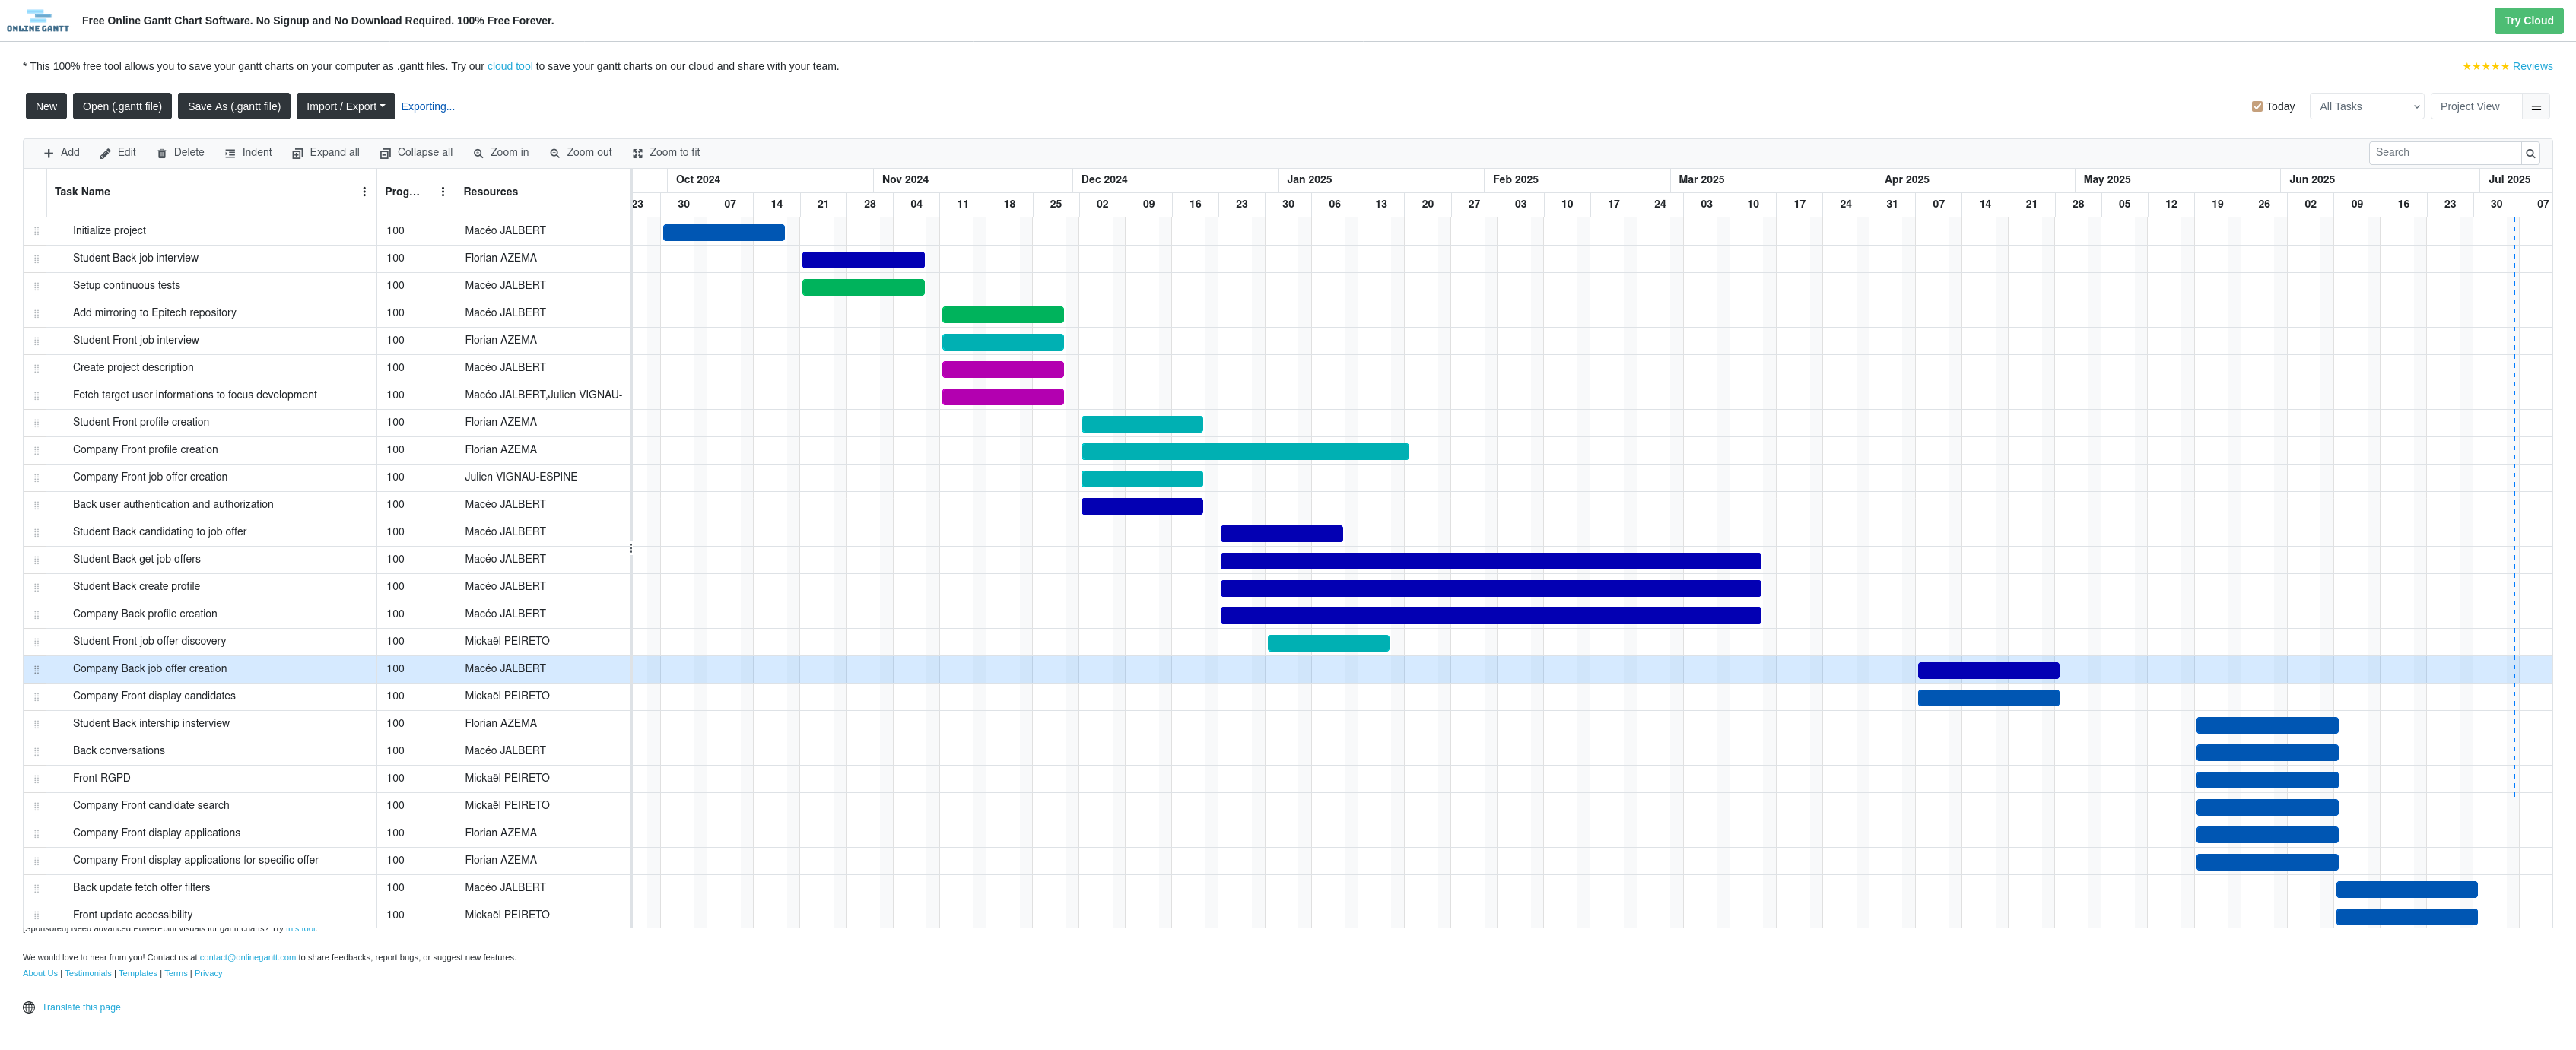 ONLINE GANTT
Free Online Gantt Chart Software. No Signup and No Download Required. 100% Free Forever.
Try Cloud
* This 100% free tool allows you to save your gantt charts on your computer as .gantt files. Try our cloud tool to save your gantt charts on our cloud and share with your team.
★★★★★ Reviews
New Open (.gantt file) Save As (.gantt file) Import / Export Exporting...
Today All Tasks Project View
Add Edit Delete Indent Expand all Collapse all Zoom in Zoom out Zoom to fit Search
Task Name Prog... Resources
Oct 2024 Nov 2024 Dec 2024 Jan 2025 Feb 2025 Mar 2025 Apr 2025 May 2025 Jun 2025 Jul 2025
23 30 07 14 21 28 04 11 18 25 02 09 16 23 30 06 13 20 27 03 10 17 24 03 10 17 24 31 07 14 21 28 05 12 19 26 02 09 16 23 30 07
Initialize project 100 Macéo JALBERT
Student Back job interview 100 Florian AZEMA
Setup continuous tests 100 Macéo JALBERT
Add mirroring to Epitech repository 100 Macéo JALBERT
Student Front job interview 100 Florian AZEMA
Create project description 100 Macéo JALBERT
Fetch target user informations to focus development 100 Macéo JALBERT,Julien VIGNAU-
Student Front profile creation 100 Florian AZEMA
Company Front profile creation 100 Florian AZEMA
Company Front job offer creation 100 Julien VIGNAU-ESPINE
Back user authentication and authorization 100 Macéo JALBERT
Student Back candidating to job offer 100 Macéo JALBERT
Student Back get job offers 100 Macéo JALBERT
Student Back create profile 100 Macéo JALBERT
Company Back profile creation 100 Macéo JALBERT
Student Front job offer discovery 100 Mickaël PEIRETO
Company Back job offer creation 100 Macéo JALBERT
Company Front display candidates 100 Mickaël PEIRETO
Student Back intership insterview 100 Florian AZEMA
Back conversations 100 Macéo JALBERT
Front RGPD 100 Mickaël PEIRETO
Company Front candidate search 100 Mickaël PEIRETO
Company Front display applications 100 Florian AZEMA
Company Front display applications for specific offer 100 Florian AZEMA
Back update fetch offer filters 100 Macéo JALBERT
Front update accessibility 100 Mickaël PEIRETO
[Sponsored] Need advanced PowerPoint visuals for gantt charts? Try this tool.
We would love to hear from you! Contact us at contact@onlinegantt.com to share feedbacks, report bugs, or suggest new features.
About Us | Testimonials | Templates | Terms | Privacy
Translate this page